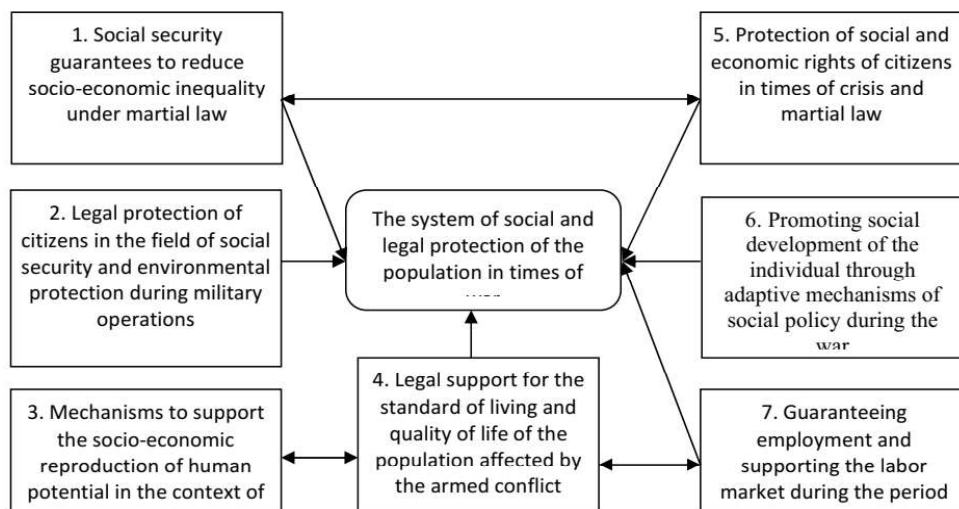 1. Social security
guarantees to reduce
socio-economic inequality
under martial law
5. Protection of social and
economic rights of citizens
in times of crisis and
martial law
2. Legal protection of
citizens in the field of social
security and environmental
protection during military
operations
The system of social and
legal protection of the
population in times of
6. Promoting social
development of the
individual through
adaptive mechanisms of
social policy during the
war
3. Mechanisms to support
the socio-economic
reproduction of human
potential in the context of
4. Legal support for the
standard of living and
quality of life of the
population affected by
the armed conflict
7. Guaranteeing
employment and
supporting the labor
market during the period